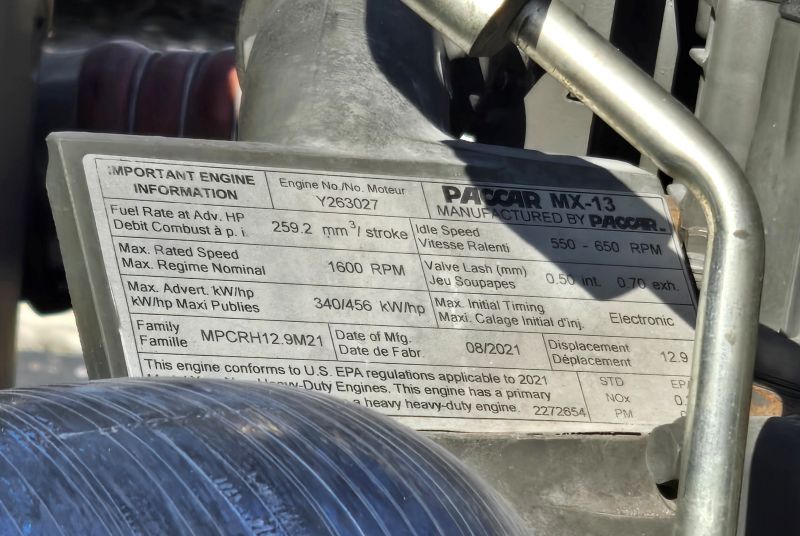 IMPORTANT ENGINE
INFORMATION
Engine No./No. Moteur
Y263027
PACCAR MX-13
MANUFACTURED BY PACCAR
Fuel Rate at Adv. HP
Debit Combust à p. i.
259.2 mm³/ stroke
Idle Speed
Vitesse Ralenti
550 - 650 RPM
Max. Rated Speed
Max. Regime Nominal
1600 RPM
Valve Lash (mm)
Jeu Soupapes
0.50 int. 0.70 exh.
Max. Advert. kW/hp
kW/hp Maxi Publies
340/456 kW/hp
Max. Initial Timing
Maxi. Calage Initial d'inj.
Electronic
Family
Famille
MPCRH12.9M21
Date of Mfg.
Date de Fabr.
08/2021
Displacement
Déplacement
12.9
This engine conforms to U.S. EPA regulations applicable to 2021
Heavy-Duty Engines. This engine has a primary
a heavy heavy-duty engine. 2272654
STD
NOx
PM